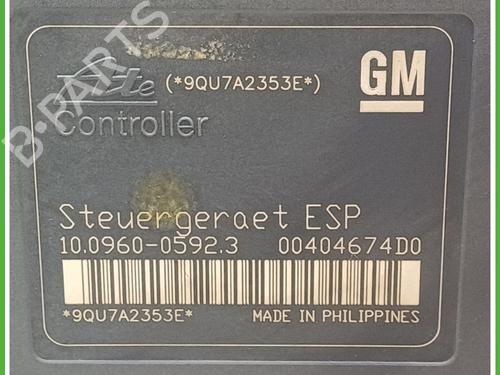 Ate (*9QU7A2353E*) GM
Controller
Steuergeraet ESP
10.0960-0592.3 00404674D0
*9QU7A2353E* MADE IN PHILIPPINES
B-PARTS